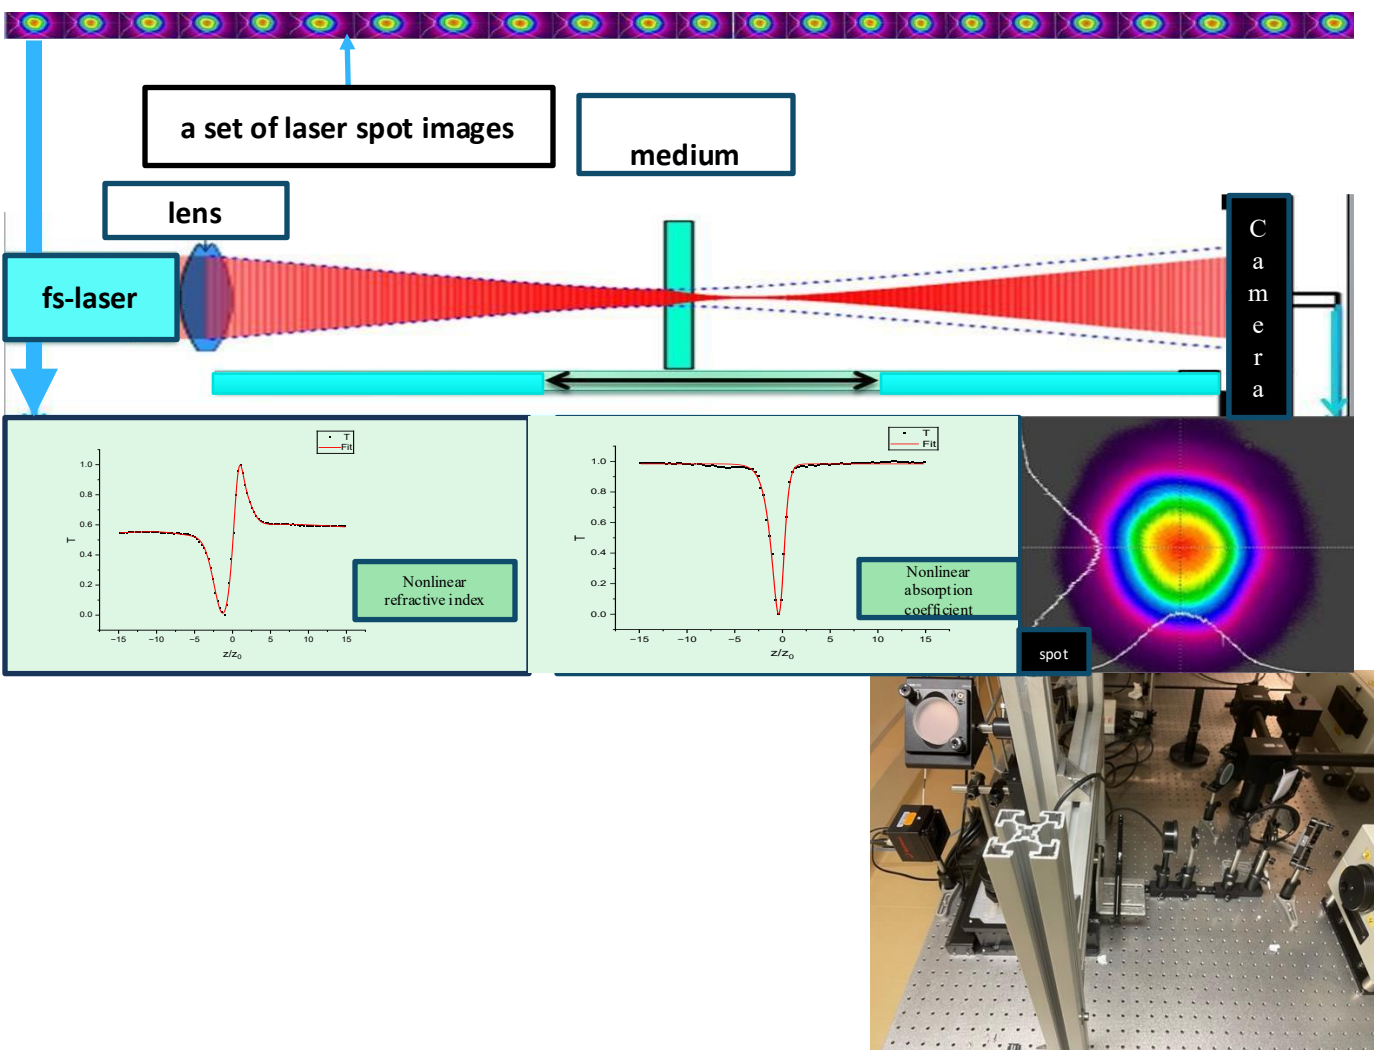 a set of laser spot images
medium
lens
fs-laser
C
a
m
e
r
a
T
Fit
1.0
0.8
0.6
0.4
0.2
0.0
T
−15
−10
−5
0
5
10
15
z/z₀
Nonlinear
refractive index
T
Fit
1.0
0.8
0.6
0.4
0.2
0.0
T
−15
−10
−5
0
5
10
15
z/z₀
Nonlinear
absorption
coefficient
spot